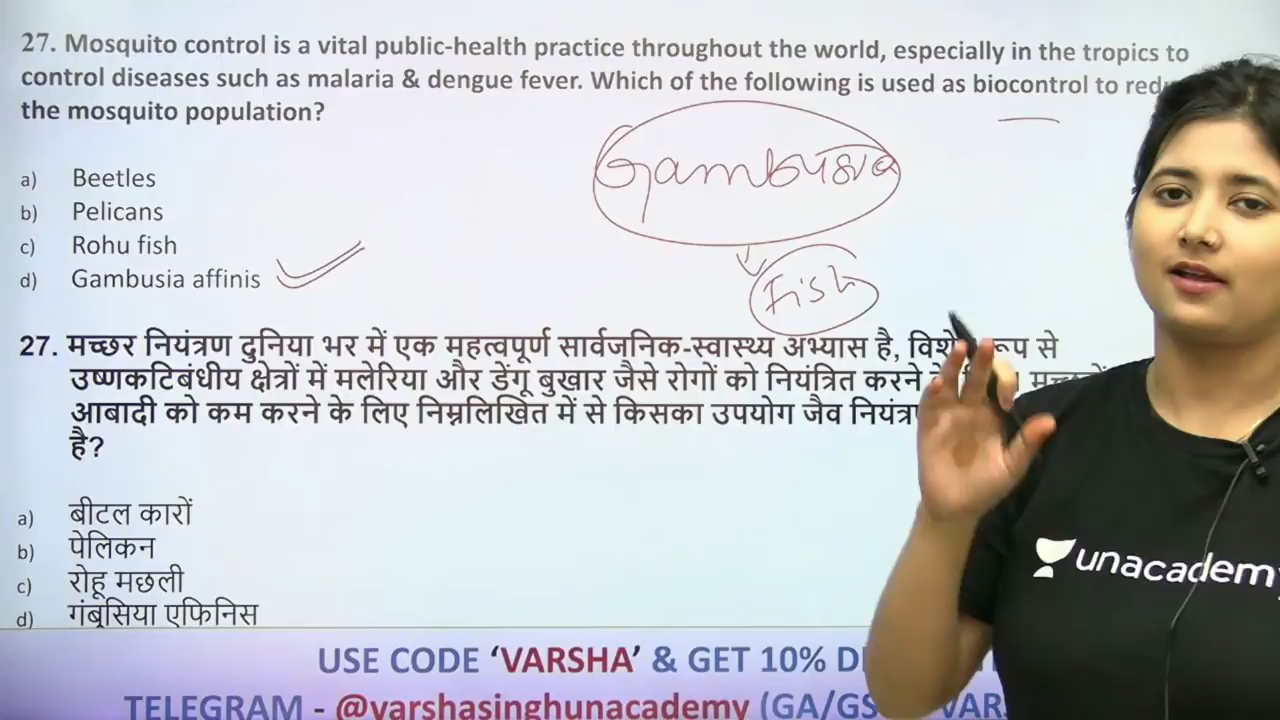 27. Mosquito control is a vital public-health practice throughout the world, especially in the tropics to
control diseases such as malaria & dengue fever. Which of the following is used as biocontrol to
the mosquito population?
Gambusia
a) Beetles
b) Pelicans
c) Rohu fish
d) Gambusia affinis
Fish
27. मच्छर नियंत्रण दुनिया भर में एक महत्वपूर्ण सार्वजनिक-स्वास्थ्य अभ्यास है, से
उष्णकटिबंधीय क्षेत्रों में मलेरिया और डेंगू बुखार जैसे रोगों को नियंत्रित करने
आबादी को कम करने के लिए निम्नलिखित में से किसका उपयोग जैव
है?
a) बीटल कारों
b) पेलिकन
c) रोहू मछली
d) गंबूसिया एफिनिस
unacademy
USE CODE ‘VARSHA’ & GET 10%
TELEGRAM - @varshasinghunacademy